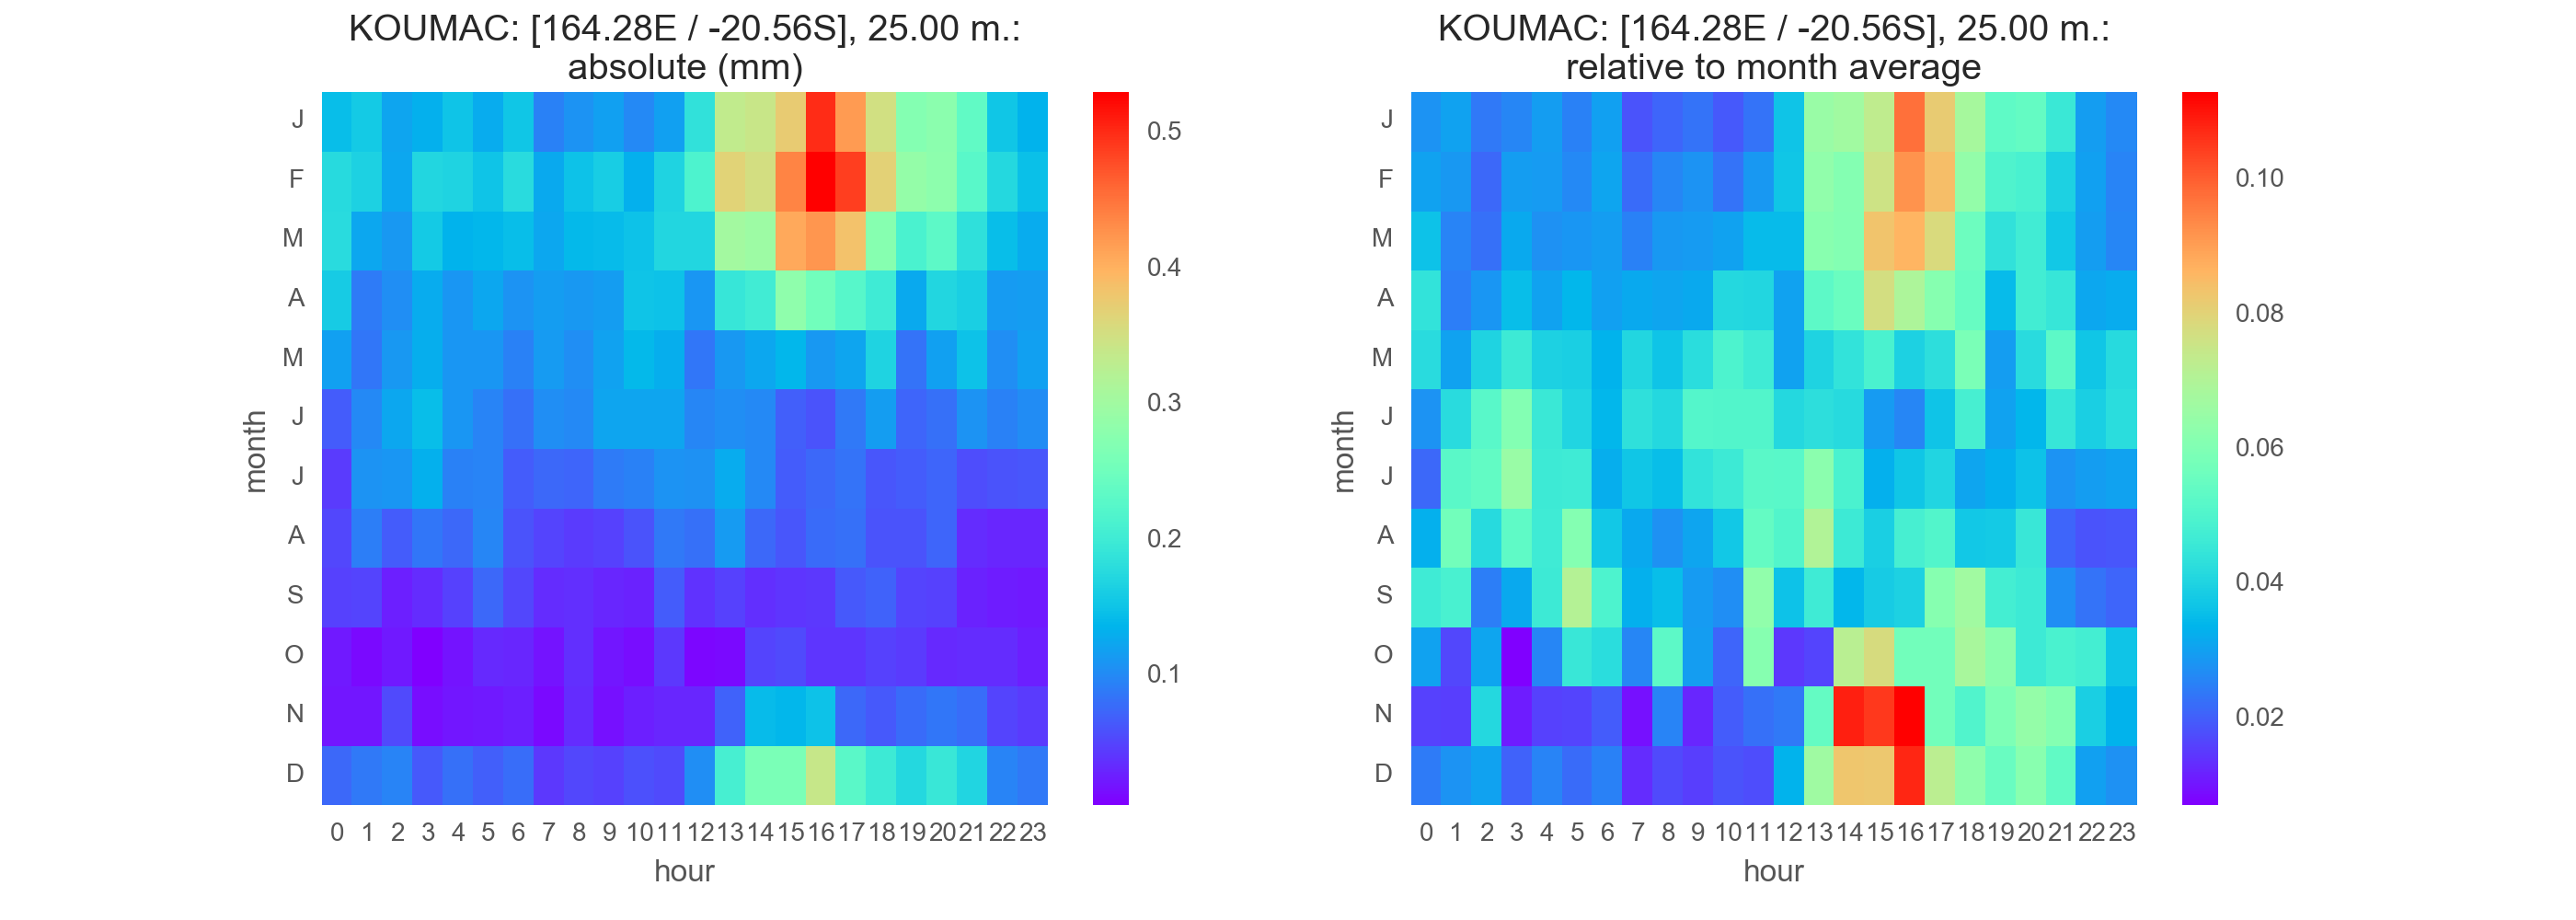 KOUMAC: [164.28E / -20.56S], 25.00 m.:
absolute (mm)
month
J
F
M
A
M
J
J
A
S
O
N
D
0 1 2 3 4 5 6 7 8 9 10 11 12 13 14 15 16 17 18 19 20 21 22 23
hour
0.5
0.4
0.3
0.2
0.1
KOUMAC: [164.28E / -20.56S], 25.00 m.:
relative to month average
month
J
F
M
A
M
J
J
A
S
O
N
D
0 1 2 3 4 5 6 7 8 9 10 11 12 13 14 15 16 17 18 19 20 21 22 23
hour
0.10
0.08
0.06
0.04
0.02